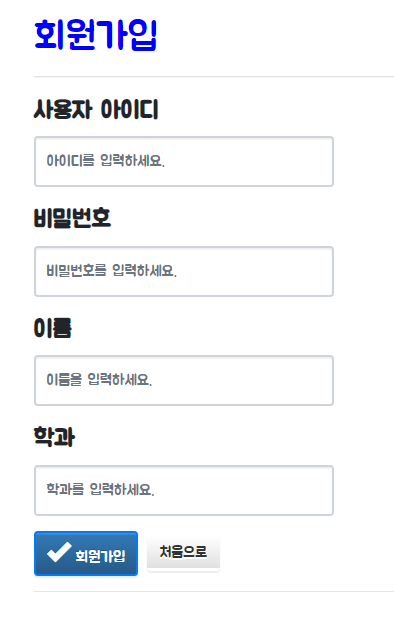 회원가입
사용자 아이디
아이디를 입력하세요.
비밀번호
비밀번호를 입력하세요.
이름
이름을 입력하세요.
학과
학과를 입력하세요.
회원가입 처음으로